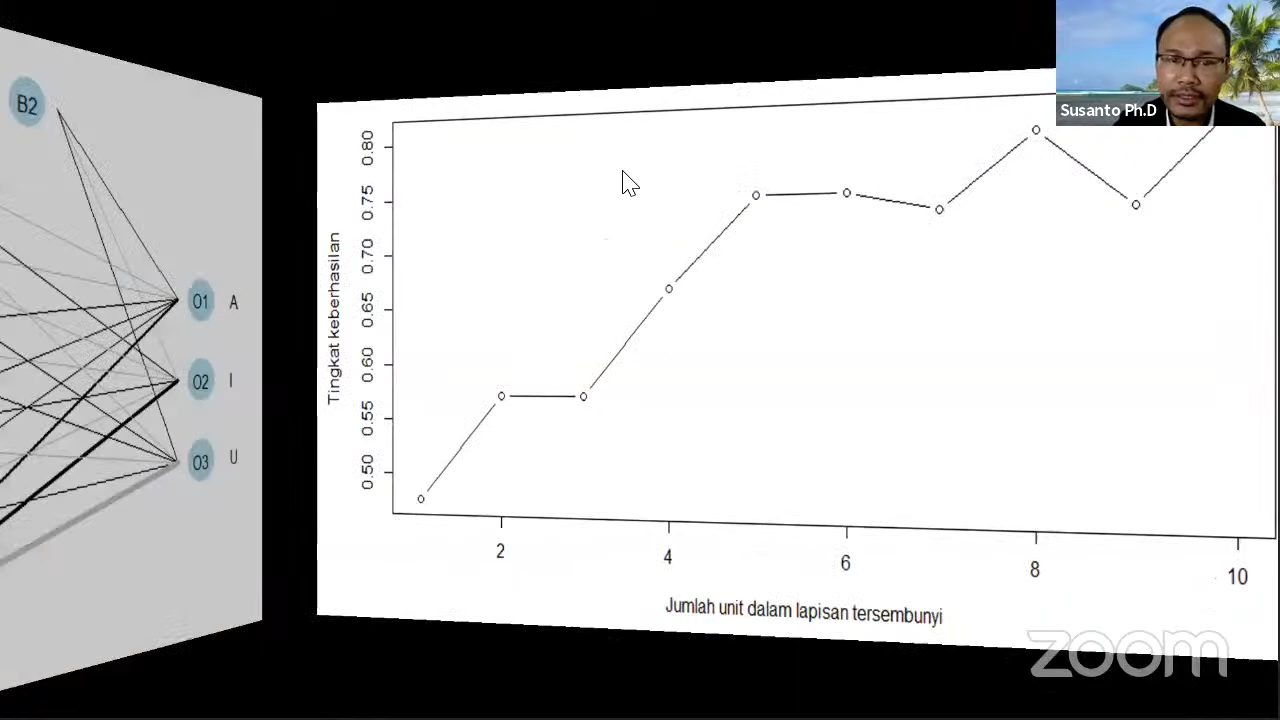 B2
O1 A
O2 I
O3 U
Tingkat keberhasilan
0.80
0.75
0.70
0.65
0.60
0.55
0.50
2 4 6 8 10
Jumlah unit dalam lapisan tersembunyi
Susanto Ph.D
zoom